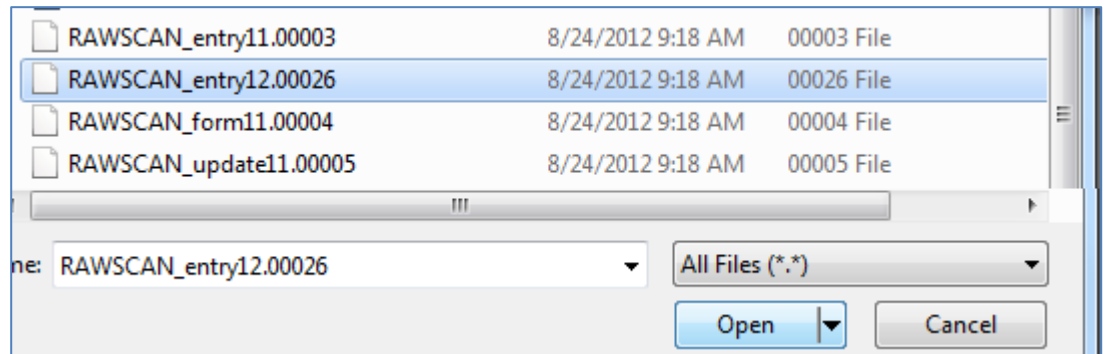 RAWSCAN_entry11.00003 8/24/2012 9:18 AM 00003 File
RAWSCAN_entry12.00026 8/24/2012 9:18 AM 00026 File
RAWSCAN_form11.00004 8/24/2012 9:18 AM 00004 File
RAWSCAN_update11.00005 8/24/2012 9:18 AM 00005 File
me: RAWSCAN_entry12.00026 All Files (*.*)
Open Cancel